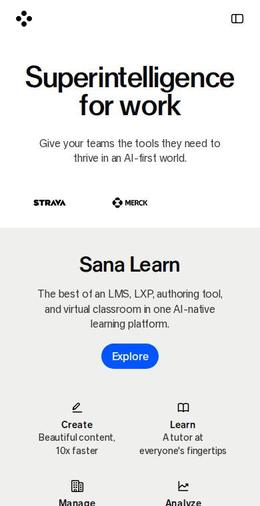 Superintelligence
for work
Give your teams the tools they need to
thrive in an AI-first world.
STRAVA
MERCK
Sana Learn
The best of an LMS, LXP, authoring tool,
and virtual classroom in one AI-native
learning platform.
Explore
Create
Beautiful content,
10x faster
Learn
A tutor at
everyone's fingertips
Manage
Analyze